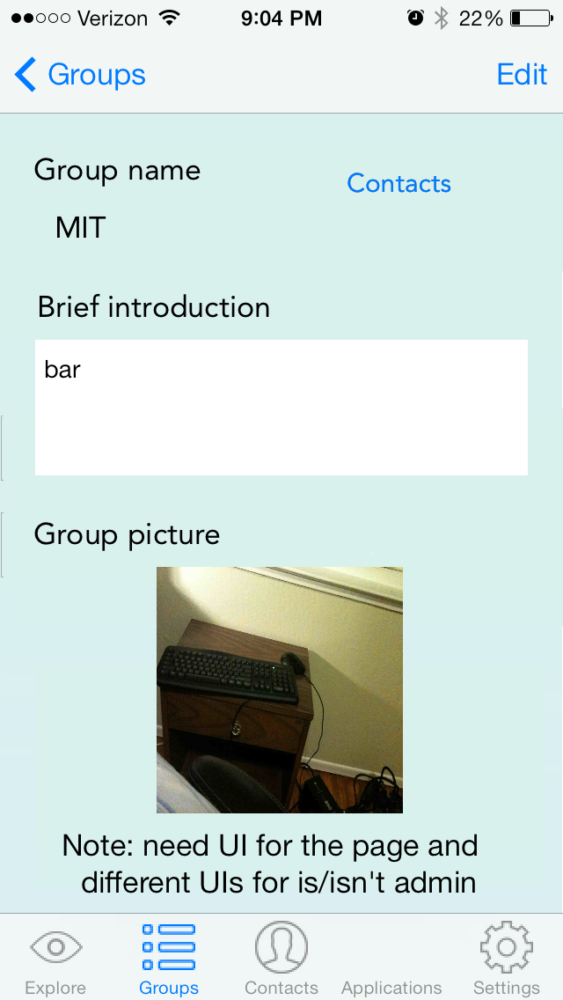 Verizon 9:04 PM 22%
Groups Edit
Group name
Contacts
MIT
Brief introduction
bar
Group picture
Note: need UI for the page and
different UIs for is/isn't admin
Explore Groups Contacts Applications Settings